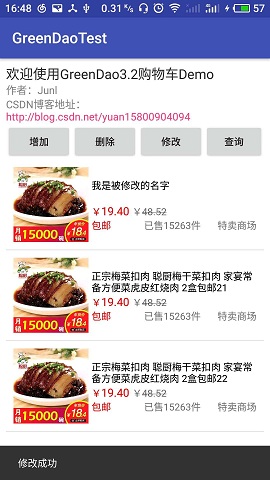 16:48
0.31 K/s
57
GreenDaoTest
欢迎使用GreenDao3.2购物车Demo
作者：Junl
CSDN博客地址：
http://blog.csdn.net/yuan15800904094
增加 删除 修改 查询
月销 15000 碗 ¥18.4
我是被修改的名字
￥19.40 ￥48.52
包邮 已售15263件 特卖商场
月销 15000 碗 ¥18.4
正宗梅菜扣肉 聪厨梅干菜扣肉 家宴常
备方便菜虎皮红烧肉 2盒包邮21
￥19.40 ￥48.52
包邮 已售15263件 特卖商场
月销 15000 碗 ¥18.4
正宗梅菜扣肉 聪厨梅干菜扣肉 家宴常
备方便菜虎皮红烧肉 2盒包邮22
￥19.40 ￥48.52
包邮 已售15263件 特卖商场
修改成功